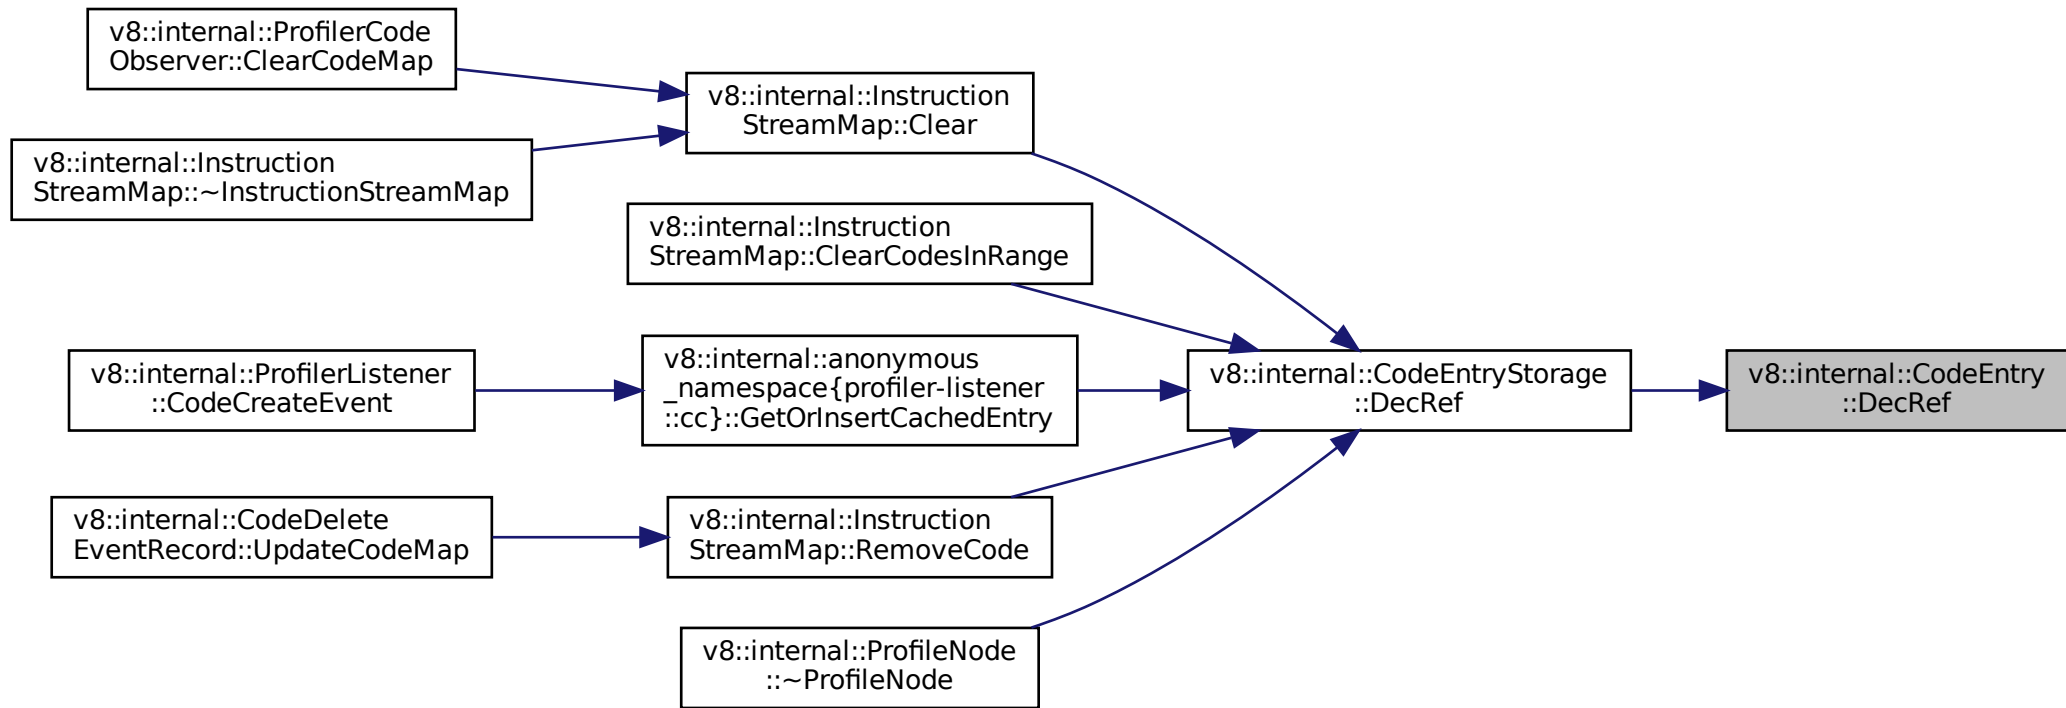 v8::internal::ProfilerCode
Observer::ClearCodeMap
v8::internal::Instruction
StreamMap::~InstructionStreamMap
v8::internal::ProfilerListener
::CodeCreateEvent
v8::internal::CodeDelete
EventRecord::UpdateCodeMap
v8::internal::Instruction
StreamMap::Clear
v8::internal::Instruction
StreamMap::ClearCodesInRange
v8::internal::anonymous
_namespace{profiler-listener
::cc}::GetOrInsertCachedEntry
v8::internal::Instruction
StreamMap::RemoveCode
v8::internal::ProfileNode
::~ProfileNode
v8::internal::CodeEntryStorage
::DecRef
v8::internal::CodeEntry
::DecRef